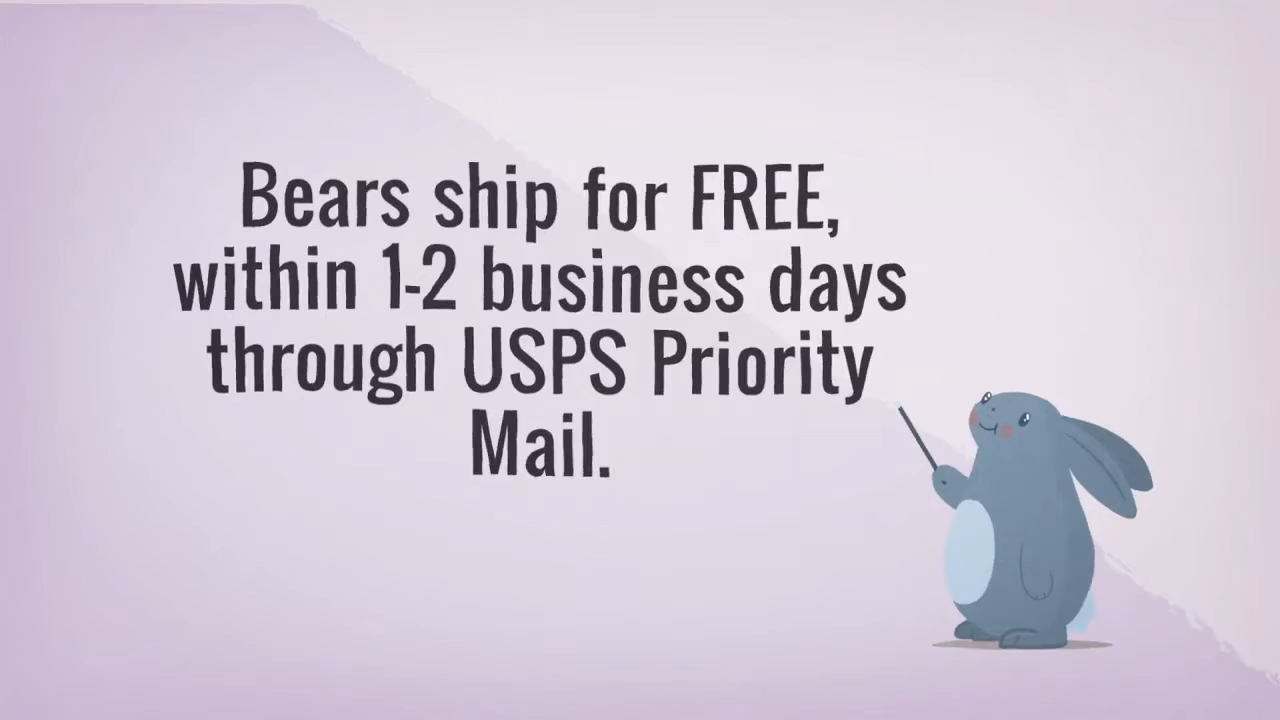 Bears ship for FREE,
within 1-2 business days
through USPS Priority
Mail.